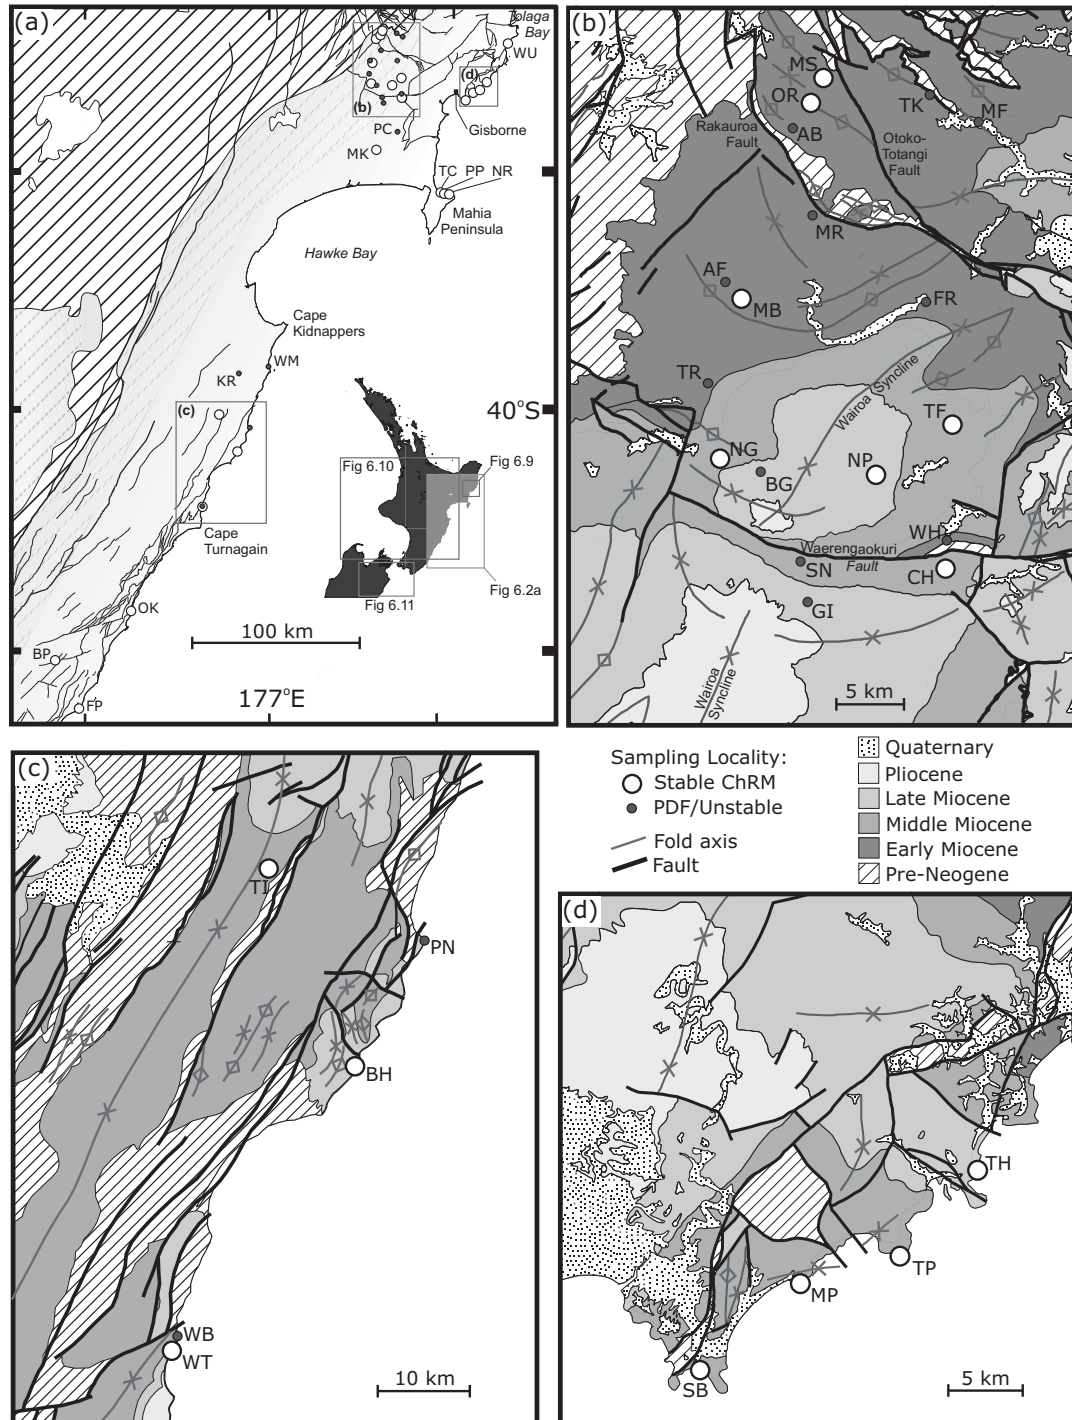 (a)
Tolaga
Bay
WU
(d)
(b)
Gisborne
PC
MK
TC PP NR
Mahia
Peninsula
Hawke Bay
Cape
Kidnappers
WM
KR
(c)
40°S
Fig 6.10
Fig 6.9
Cape
Turnagain
Fig 6.2a
Fig 6.11
OK
100 km
BP
177°E
FP
(b)
MS
OR
TK
MF
Rakauroa
Fault
AB
Otoko-
Totangi
Fault
MR
AF
MB
FR
TR
Wairoa Syncline
TF
NG
BG
NP
WH
Waerengaokuri
Fault
SN
CH
GI
Wairoa
Syncline
5 km
(c)
TI
PN
BH
WB
WT
10 km
Sampling Locality:
Stable ChRM
PDF/Unstable
Fold axis
Fault
Quaternary
Pliocene
Late Miocene
Middle Miocene
Early Miocene
Pre-Neogene
(d)
TH
TP
MP
SB
5 km